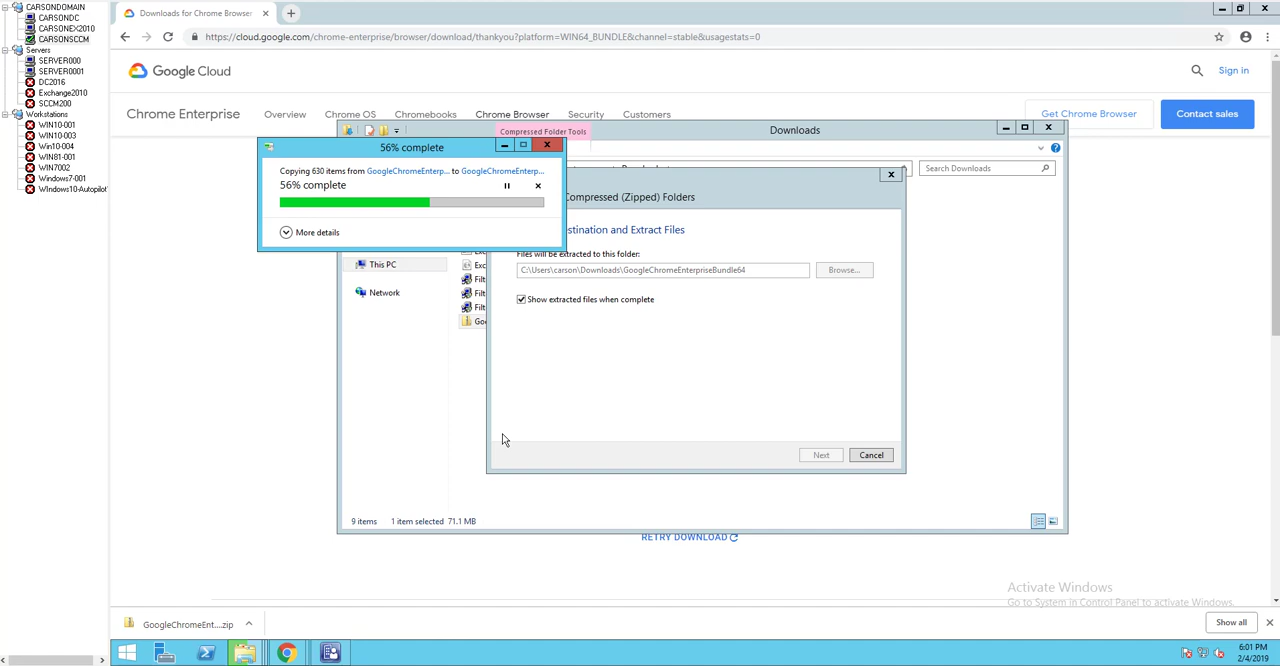 CARSONDOMAIN
CARSONDC
CARSONEX2010
CARSONSCCM
Servers
SERVER000
SERVER0001
DC2016
Exchange2010
SCCM200
Workstations
WIN10-001
WIN10-003
Win10-004
WIN81-001
WIN7002
Windows7-001
Windows10-Autopilot
Downloads for Chrome Browser
https://cloud.google.com/chrome-enterprise/browser/download/thankyou?platform=WIN64_BUNDLE&channel=stable&usagestats=0
Google Cloud
Sign in
Chrome Enterprise
Overview
Chrome OS
Chromebooks
Chrome Browser
Security
Customers
Get Chrome Browser
Contact sales
Compressed Folder Tools
Downloads
Search Downloads
56% complete
Copying 630 items from GoogleChromeEnterp... to GoogleChromeEnterp...
56% complete
More details
Compressed (Zipped) Folders
stination and Extract Files
Files will be extracted to this folder:
C:\Users\carson\Downloads\GoogleChromeEnterpriseBundle64
Browse...
Show extracted files when complete
Next
Cancel
This PC
Network
Exc
Filt
Filt
Filt
Goo
9 items
1 item selected 71.1 MB
RETRY DOWNLOAD
Activate Windows
Go to System in Control Panel to activate Windows.
GoogleChromeEnt....zip
Show all
6:01 PM
2/4/2019